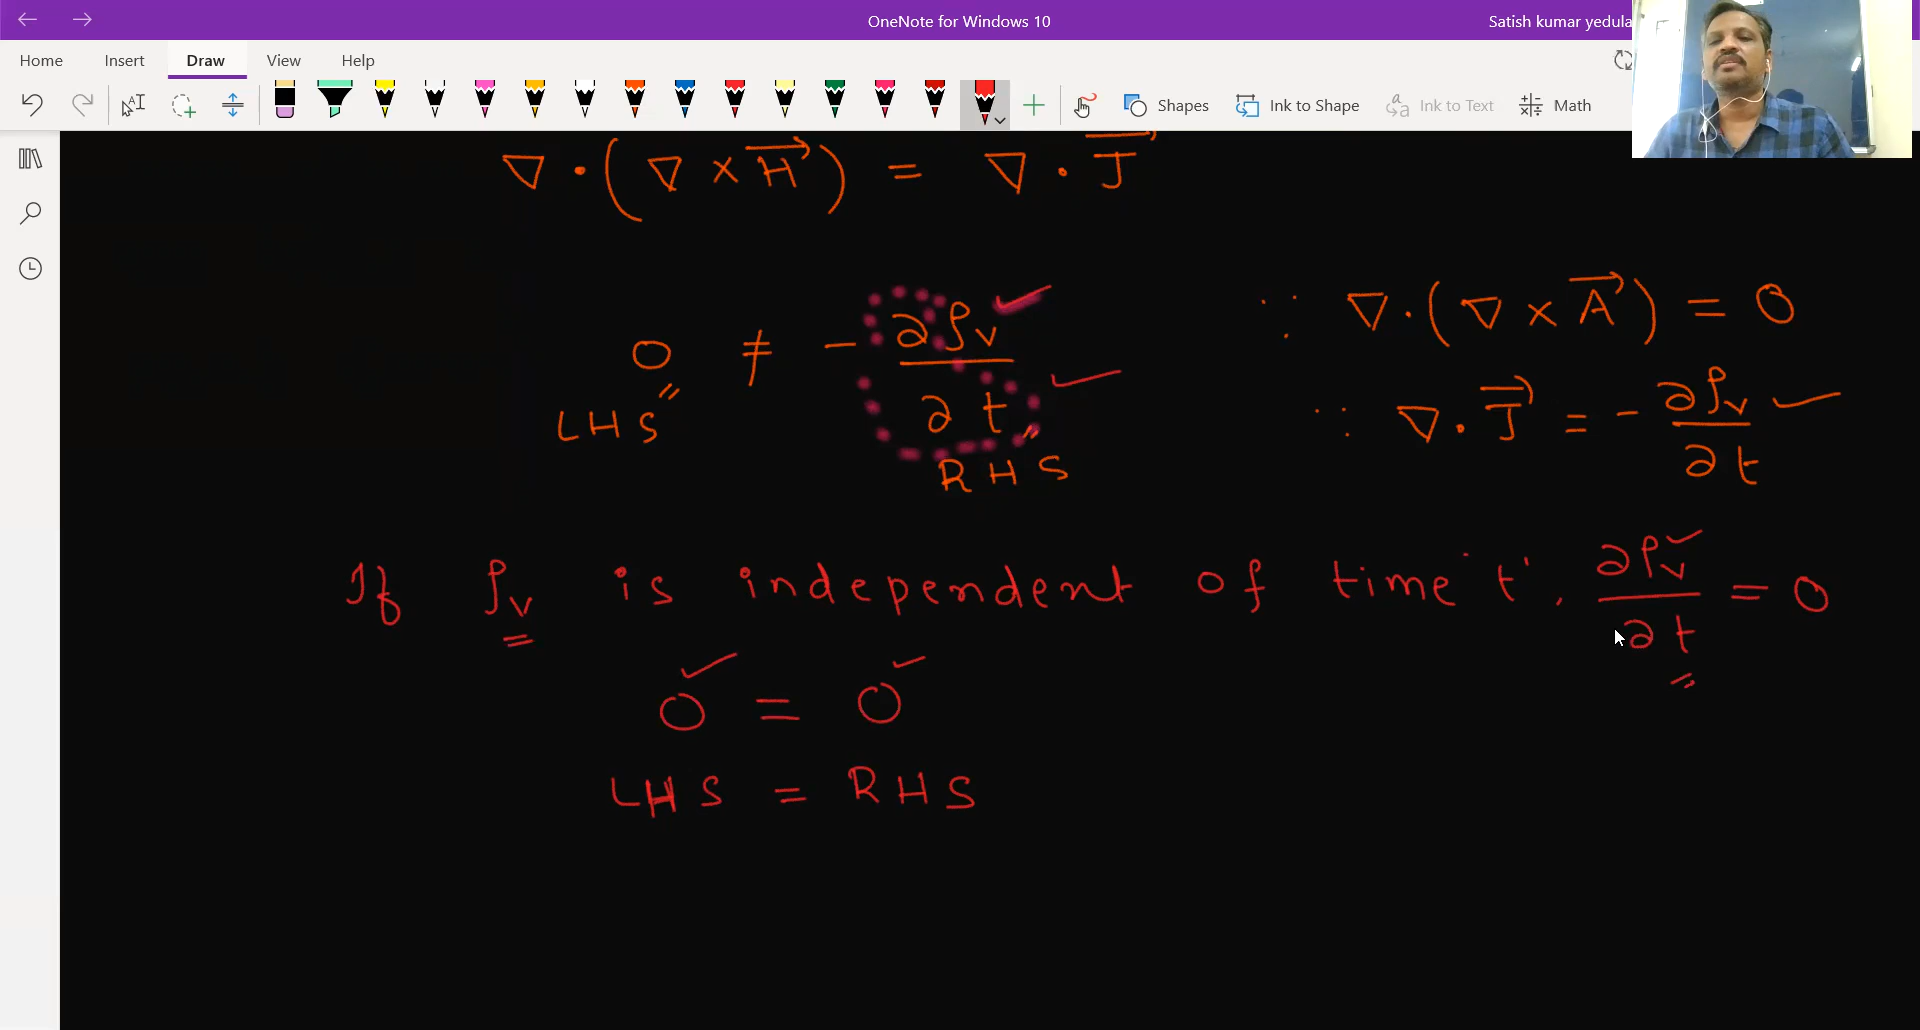 OneNote for Windows 10
Satish kumar yedula
Home Insert Draw View Help
Shapes Ink to Shape Ink to Text Math
∇ · (∇ × H⃗) = ∇ · J⃗
0 ≠ - ∂ρv/∂t
LHS
RHS
∵ ∇ · (∇ × A⃗) = 0
∵ ∇ · J⃗ = - ∂ρv/∂t
If ρv is independent of time 't', ∂ρv/∂t = 0
0 = 0
LHS = RHS